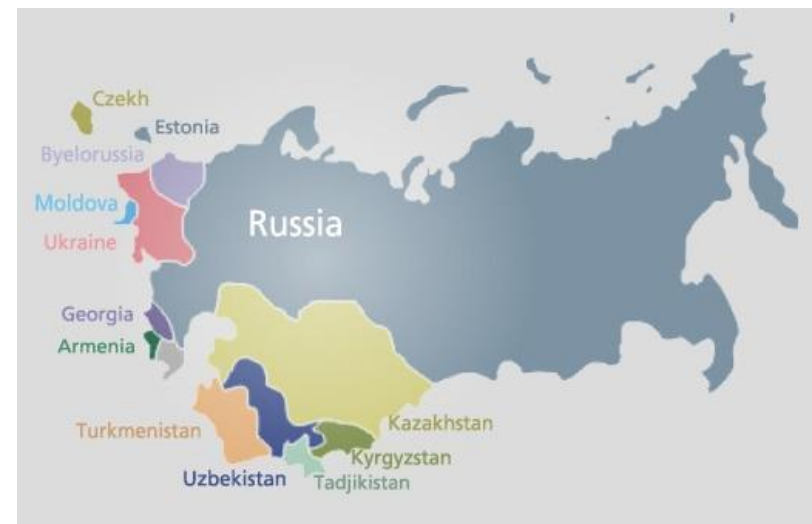 Czekh
Estonia
Byelorussia
Moldova
Russia
Ukraine
Georgia
Armenia
Kazakhstan
Turkmenistan
Kyrgyzstan
Uzbekistan
Tadjikistan